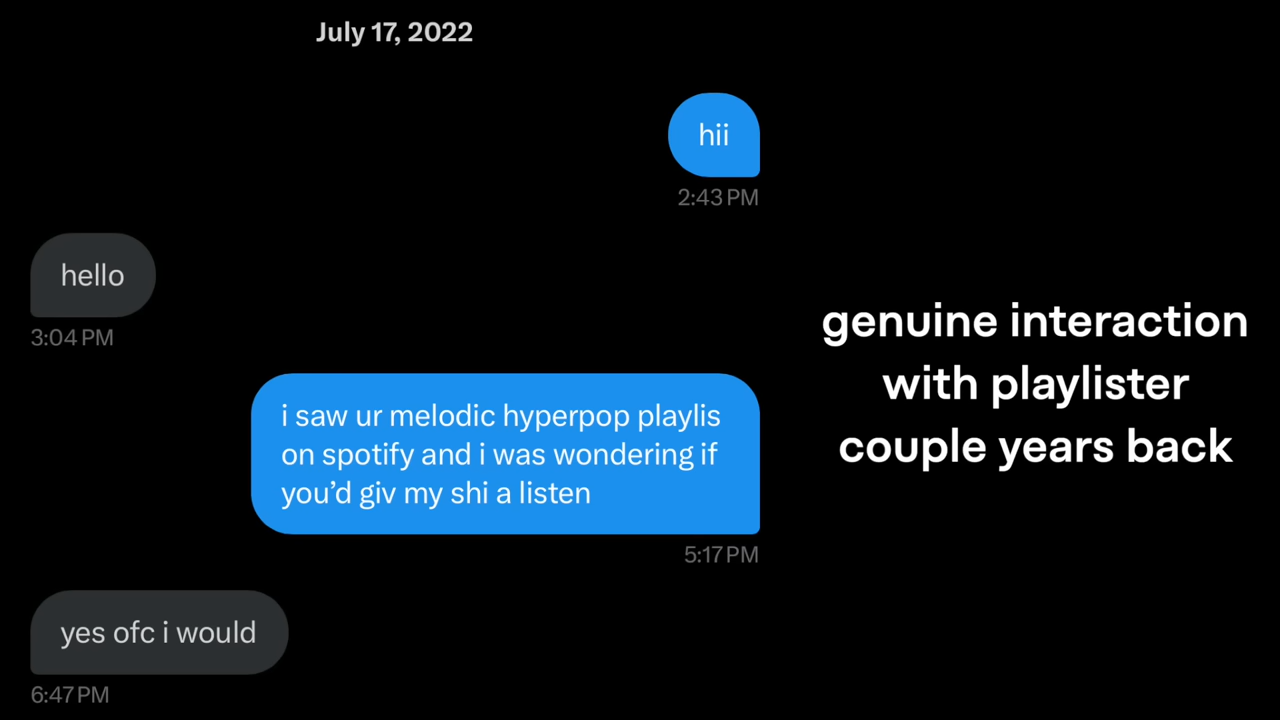 July 17, 2022
hii
2:43 PM
hello
3:04 PM
i saw ur melodic hyperpop playlis
on spotify and i was wondering if
you’d giv my shi a listen
5:17 PM
yes ofc i would
6:47 PM
genuine interaction
with playlister
couple years back